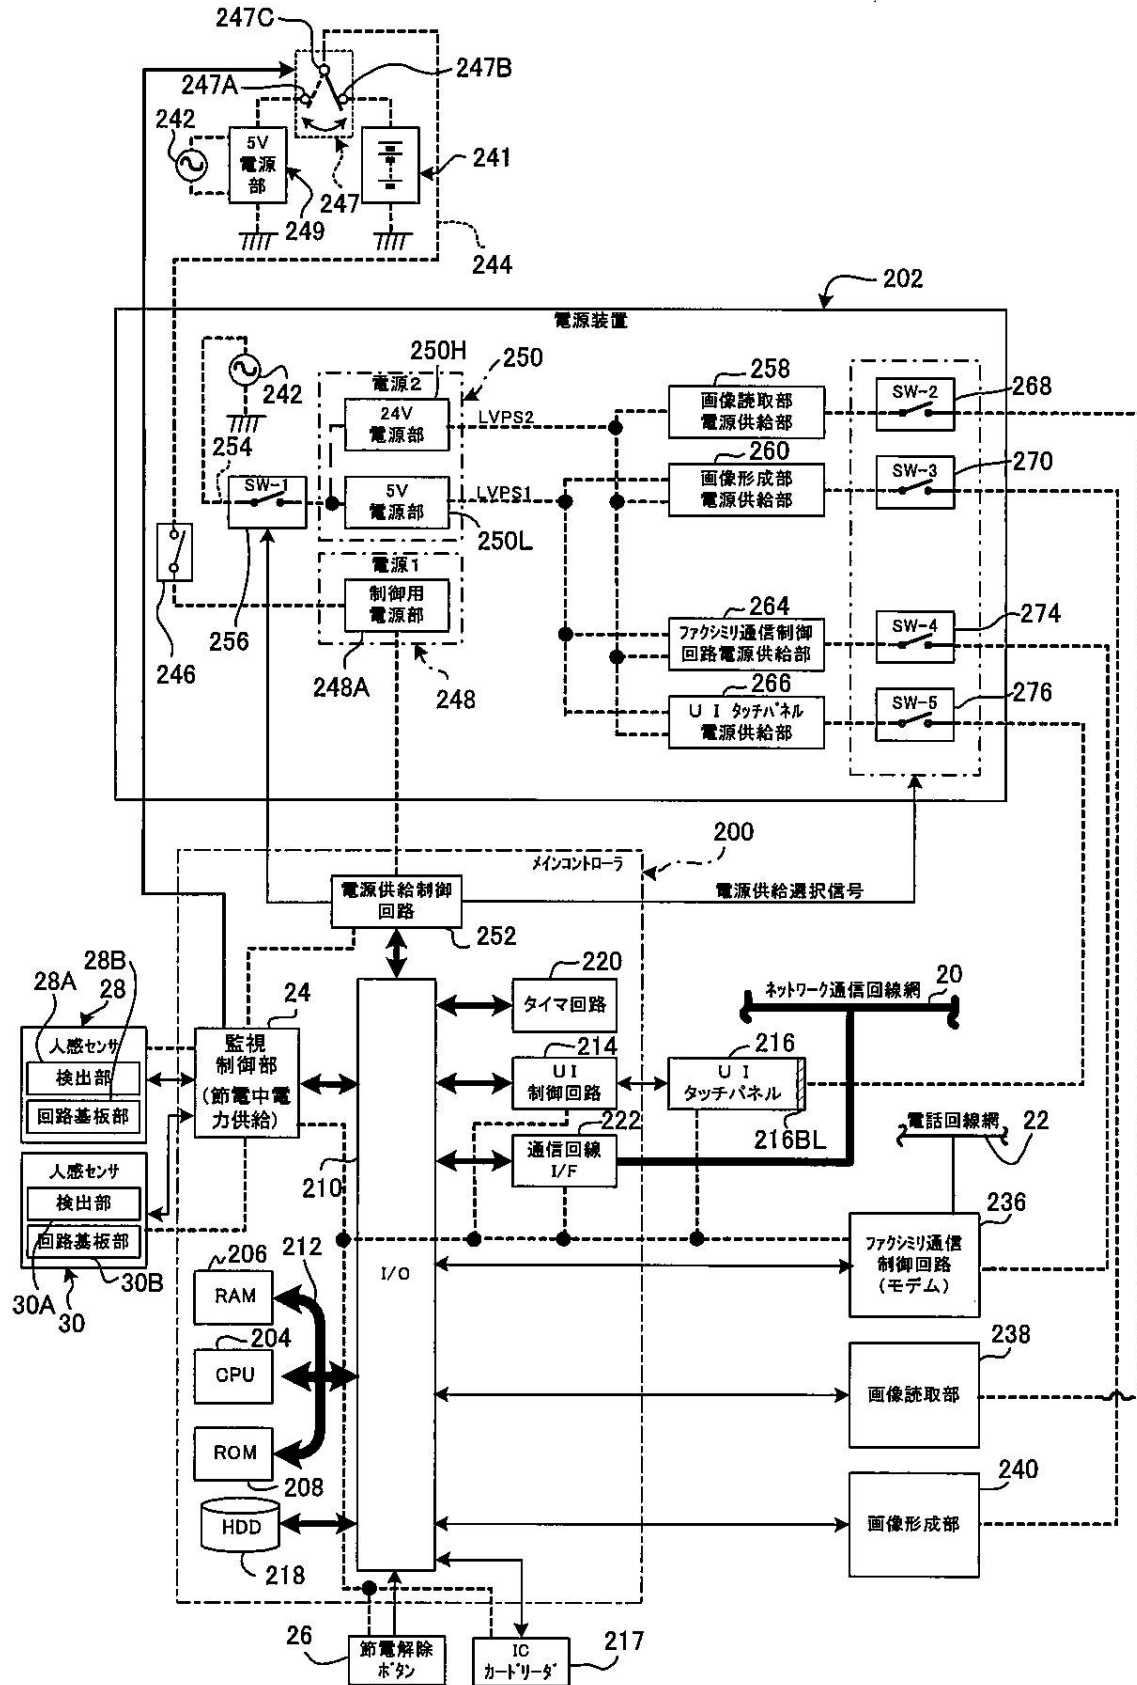 247C
247A
247B
242
5V
電源
部
241
249
247
244
202
電源装置
250H
250
242
電源2
24V
電源部
LVPS2
254
SW-1
5V
電源部
LVPS1
250L
246
256
電源1
制御用
電源部
248A
248
258
画像読取部
電源供給部
SW-2
268
260
画像形成部
電源供給部
SW-3
270
264
ファクシミリ通信制御
回路電源供給部
SW-4
274
266
UI タッチパネル
電源供給部
SW-5
276
200
メインコントローラ
電源供給制御
回路
252
電源供給選択信号
28B
28A
28
人感センサ
検出部
回路基板部
24
監視
制御部
(節電中電
力供給)
人感センサ
検出部
回路基板部
30B
30A
30
220
タイマ回路
214
UI
制御回路
216
UI
タッチパネル
216BL
222
通信回線
I/F
ネットワーク通信回線網
20
電話回線網
22
210
I/O
236
ファクシミリ通信
制御回路
(モデム)
206
RAM
212
204
CPU
ROM
208
HDD
218
238
画像読取部
240
画像形成部
26
節電解除
ボタン
IC
カードリーダ
217